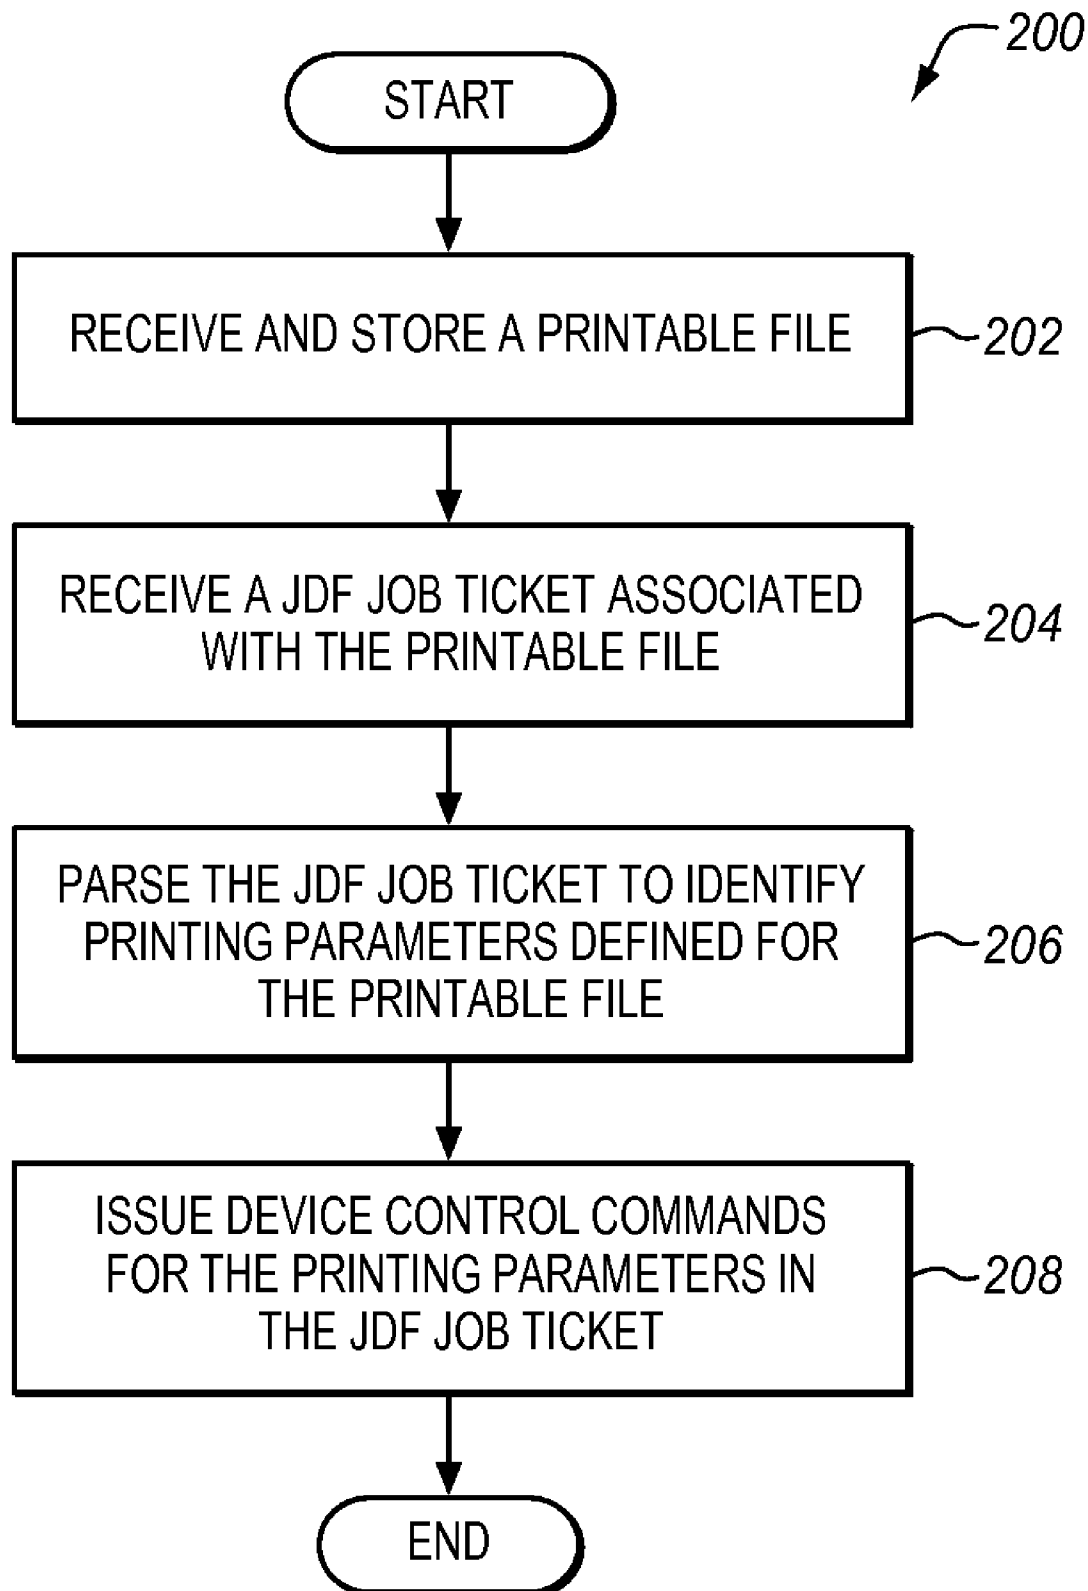 200
START
RECEIVE AND STORE A PRINTABLE FILE
202
RECEIVE A JDF JOB TICKET ASSOCIATED
WITH THE PRINTABLE FILE
204
PARSE THE JDF JOB TICKET TO IDENTIFY
PRINTING PARAMETERS DEFINED FOR
THE PRINTABLE FILE
206
ISSUE DEVICE CONTROL COMMANDS
FOR THE PRINTING PARAMETERS IN
THE JDF JOB TICKET
208
END